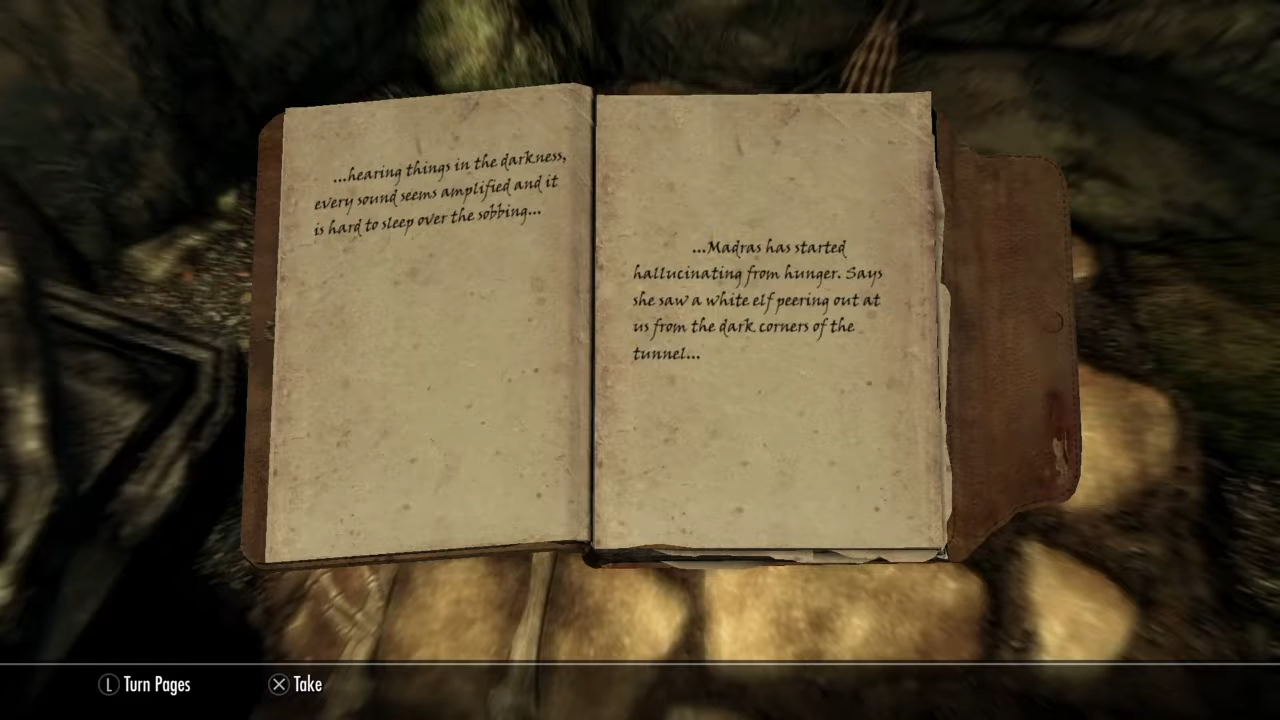 ...hearing things in the darkness,
every sound seems amplified and it
is hard to sleep over the sobbing...
...Madras has started
hallucinating from hunger. Says
she saw a white elf peering out at
us from the dark corners of the
tunnel...
L Turn Pages
X Take